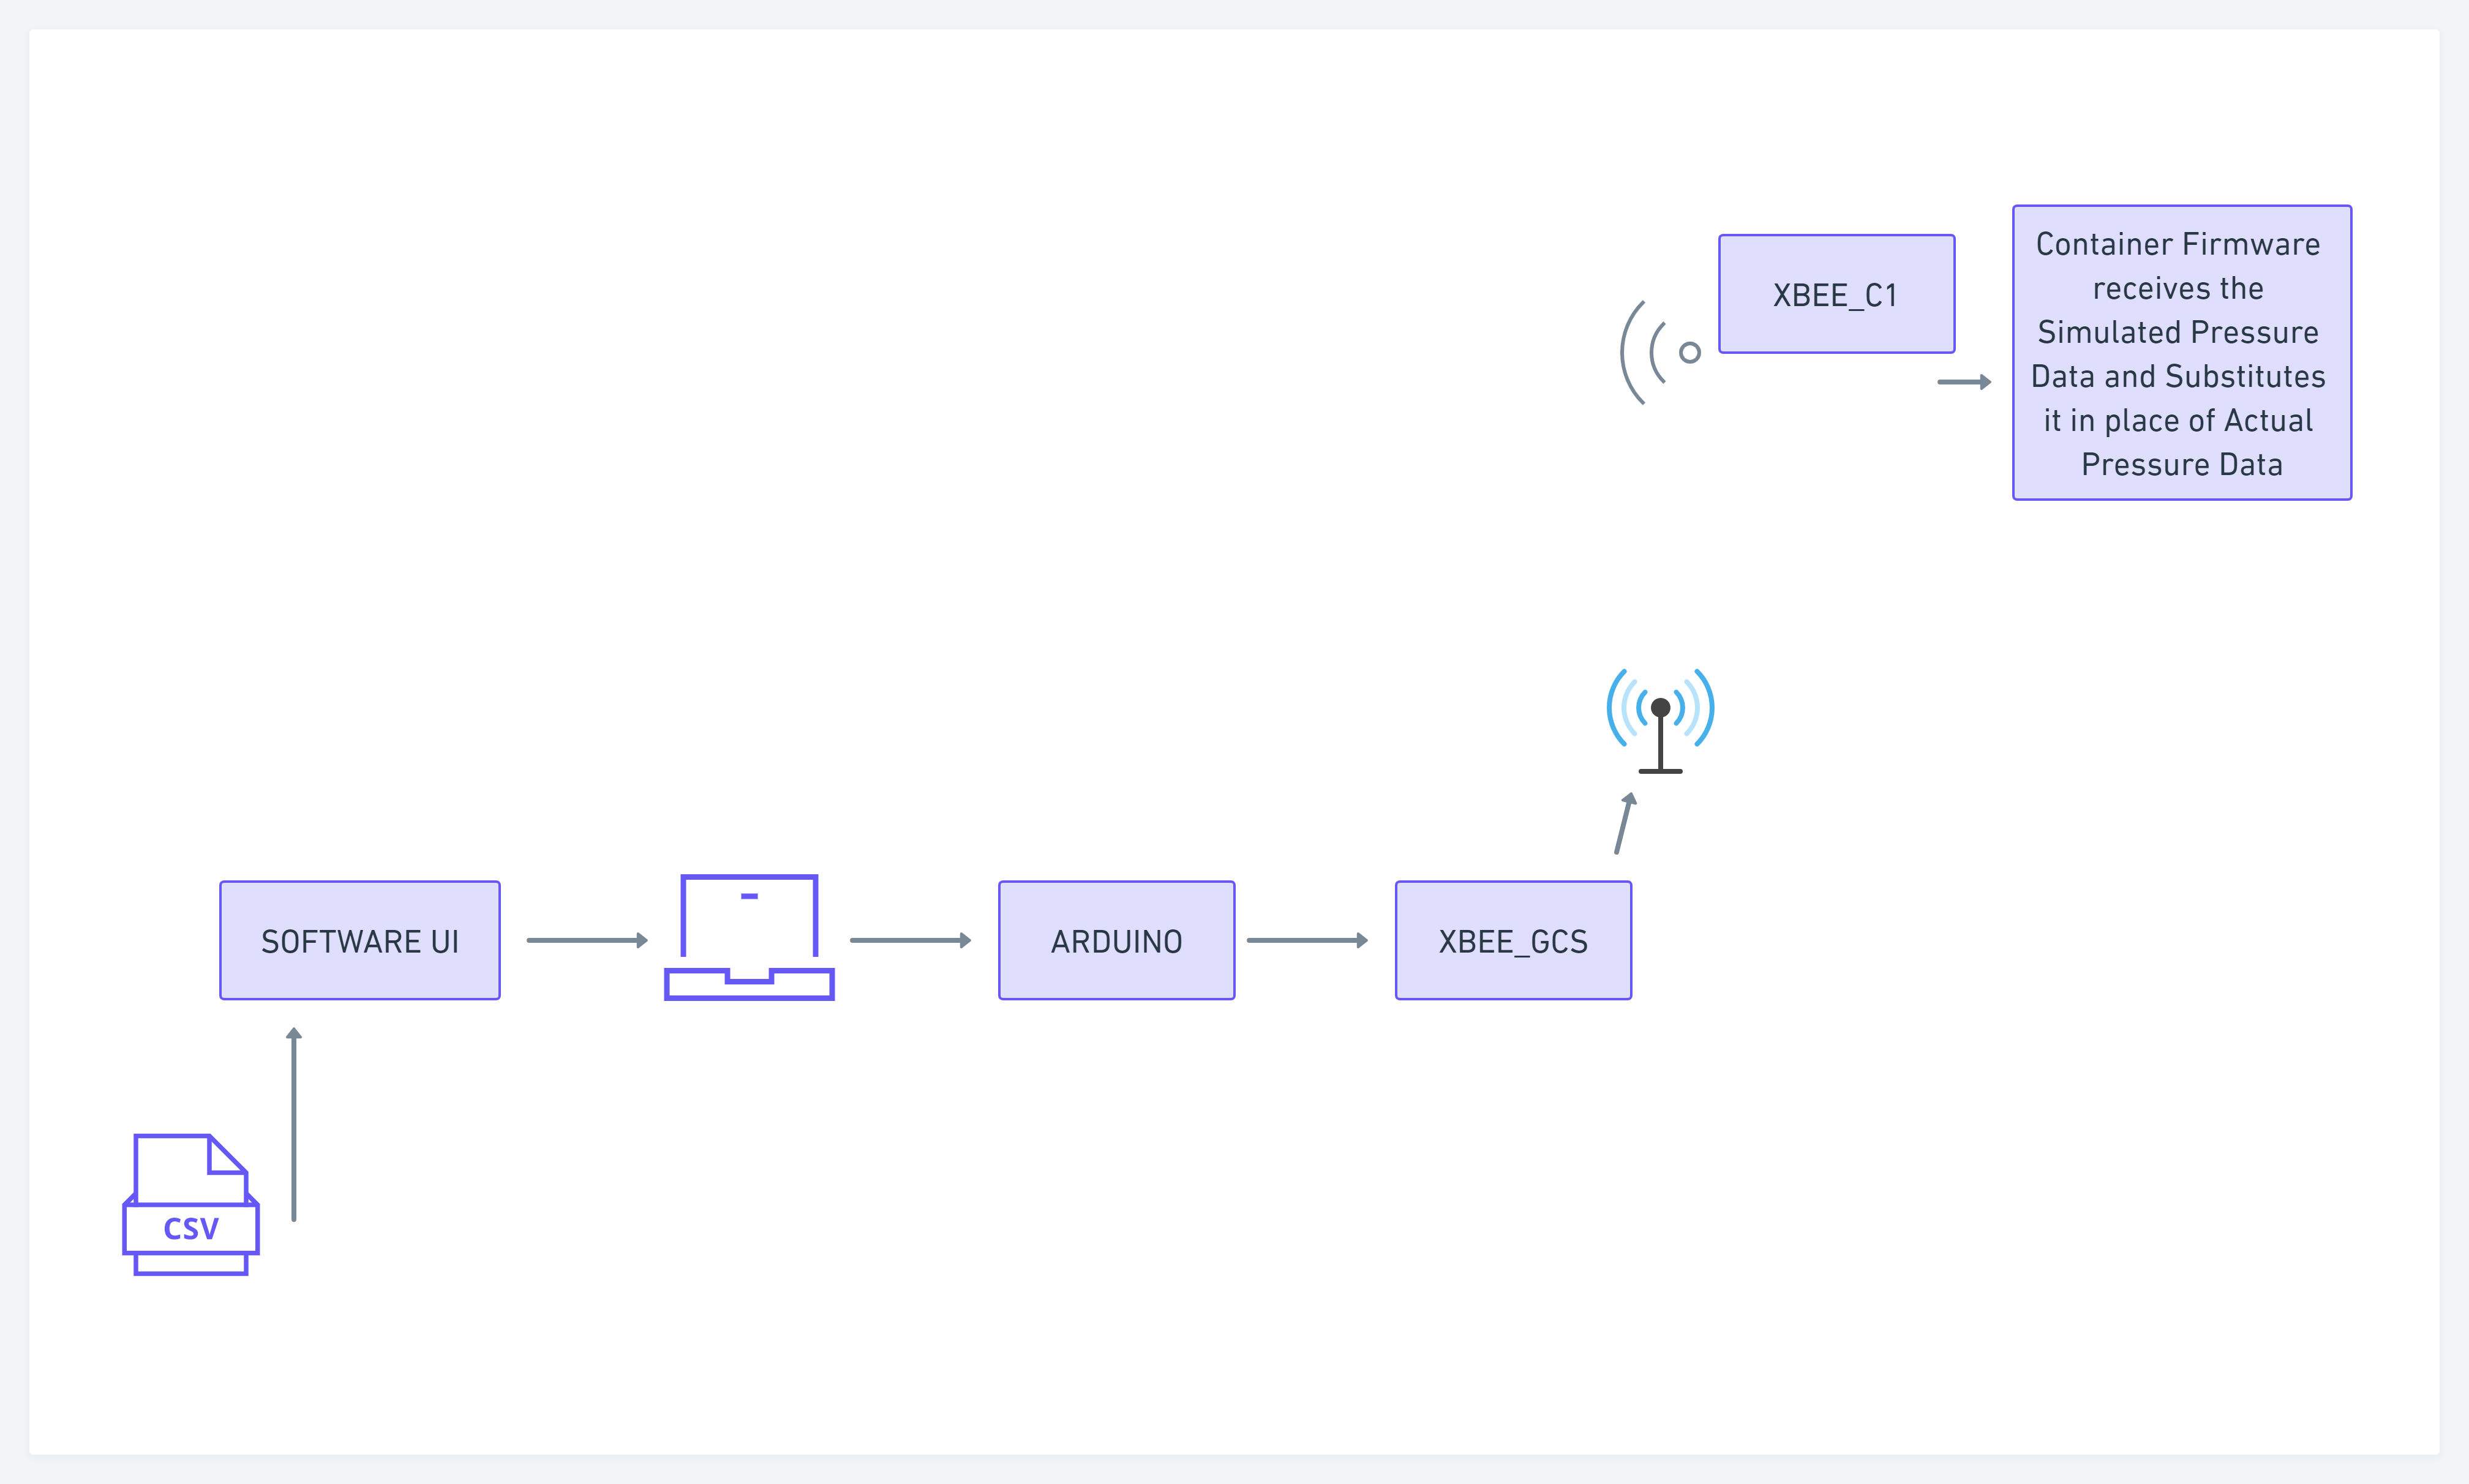 XBEE_C1
Container Firmware
receives the
Simulated Pressure
Data and Substitutes
it in place of Actual
Pressure Data
SOFTWARE UI
ARDUINO
XBEE_GCS
CSV